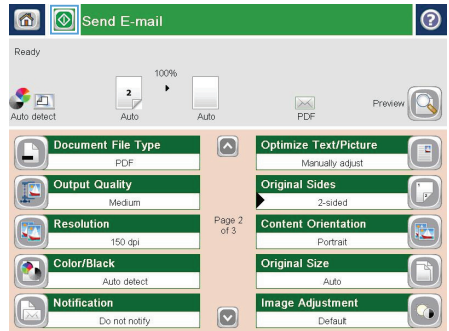 Send E-mail
?
Ready
100%
2
Auto detect
Auto
Auto
PDF
Preview
Document File Type
PDF
Optimize Text/Picture
Manually adjust
Output Quality
Medium
Original Sides
2-sided
Resolution
150 dpi
Page 2
of 3
Content Orientation
Portrait
Color/Black
Auto detect
Original Size
Auto
Notification
Do not notify
Image Adjustment
Default